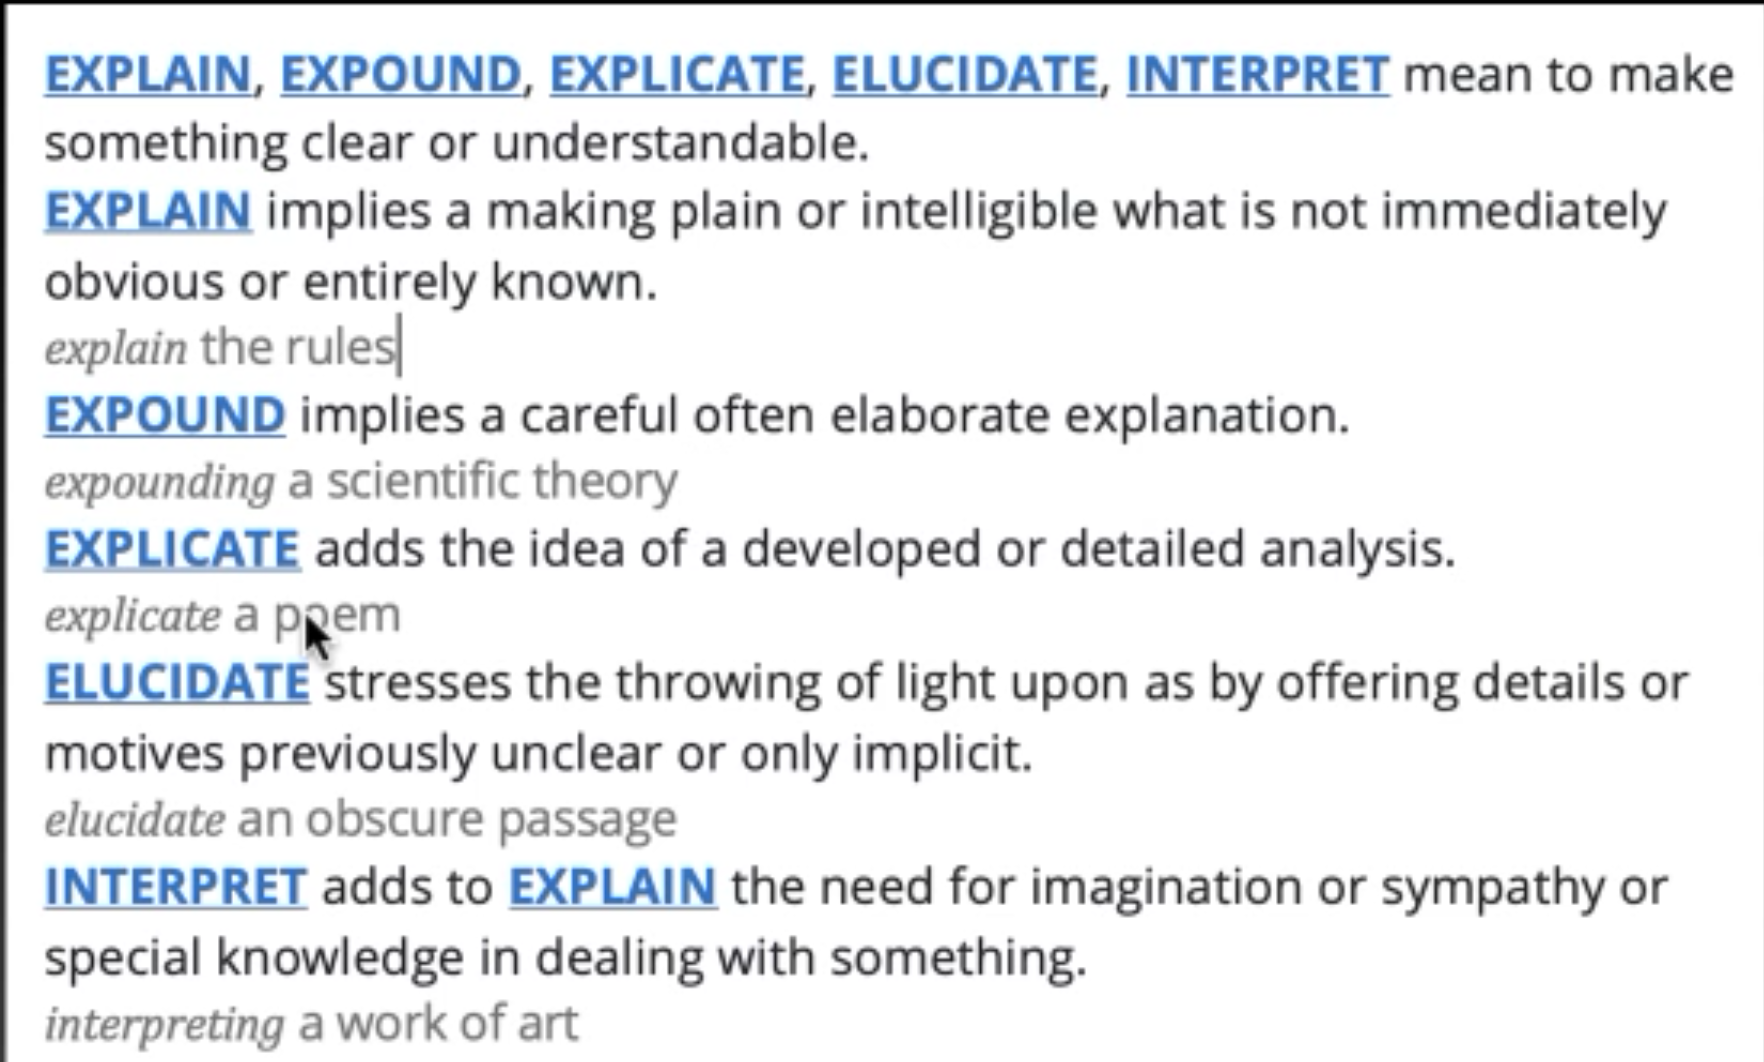 EXPLAIN, EXPOUND, EXPLICATE, ELUCIDATE, INTERPRET mean to make
something clear or understandable.
EXPLAIN implies a making plain or intelligible what is not immediately
obvious or entirely known.
explain the rules
EXPOUND implies a careful often elaborate explanation.
expounding a scientific theory
EXPLICATE adds the idea of a developed or detailed analysis.
explicate a poem
ELUCIDATE stresses the throwing of light upon as by offering details or
motives previously unclear or only implicit.
elucidate an obscure passage
INTERPRET adds to EXPLAIN the need for imagination or sympathy or
special knowledge in dealing with something.
interpreting a work of art